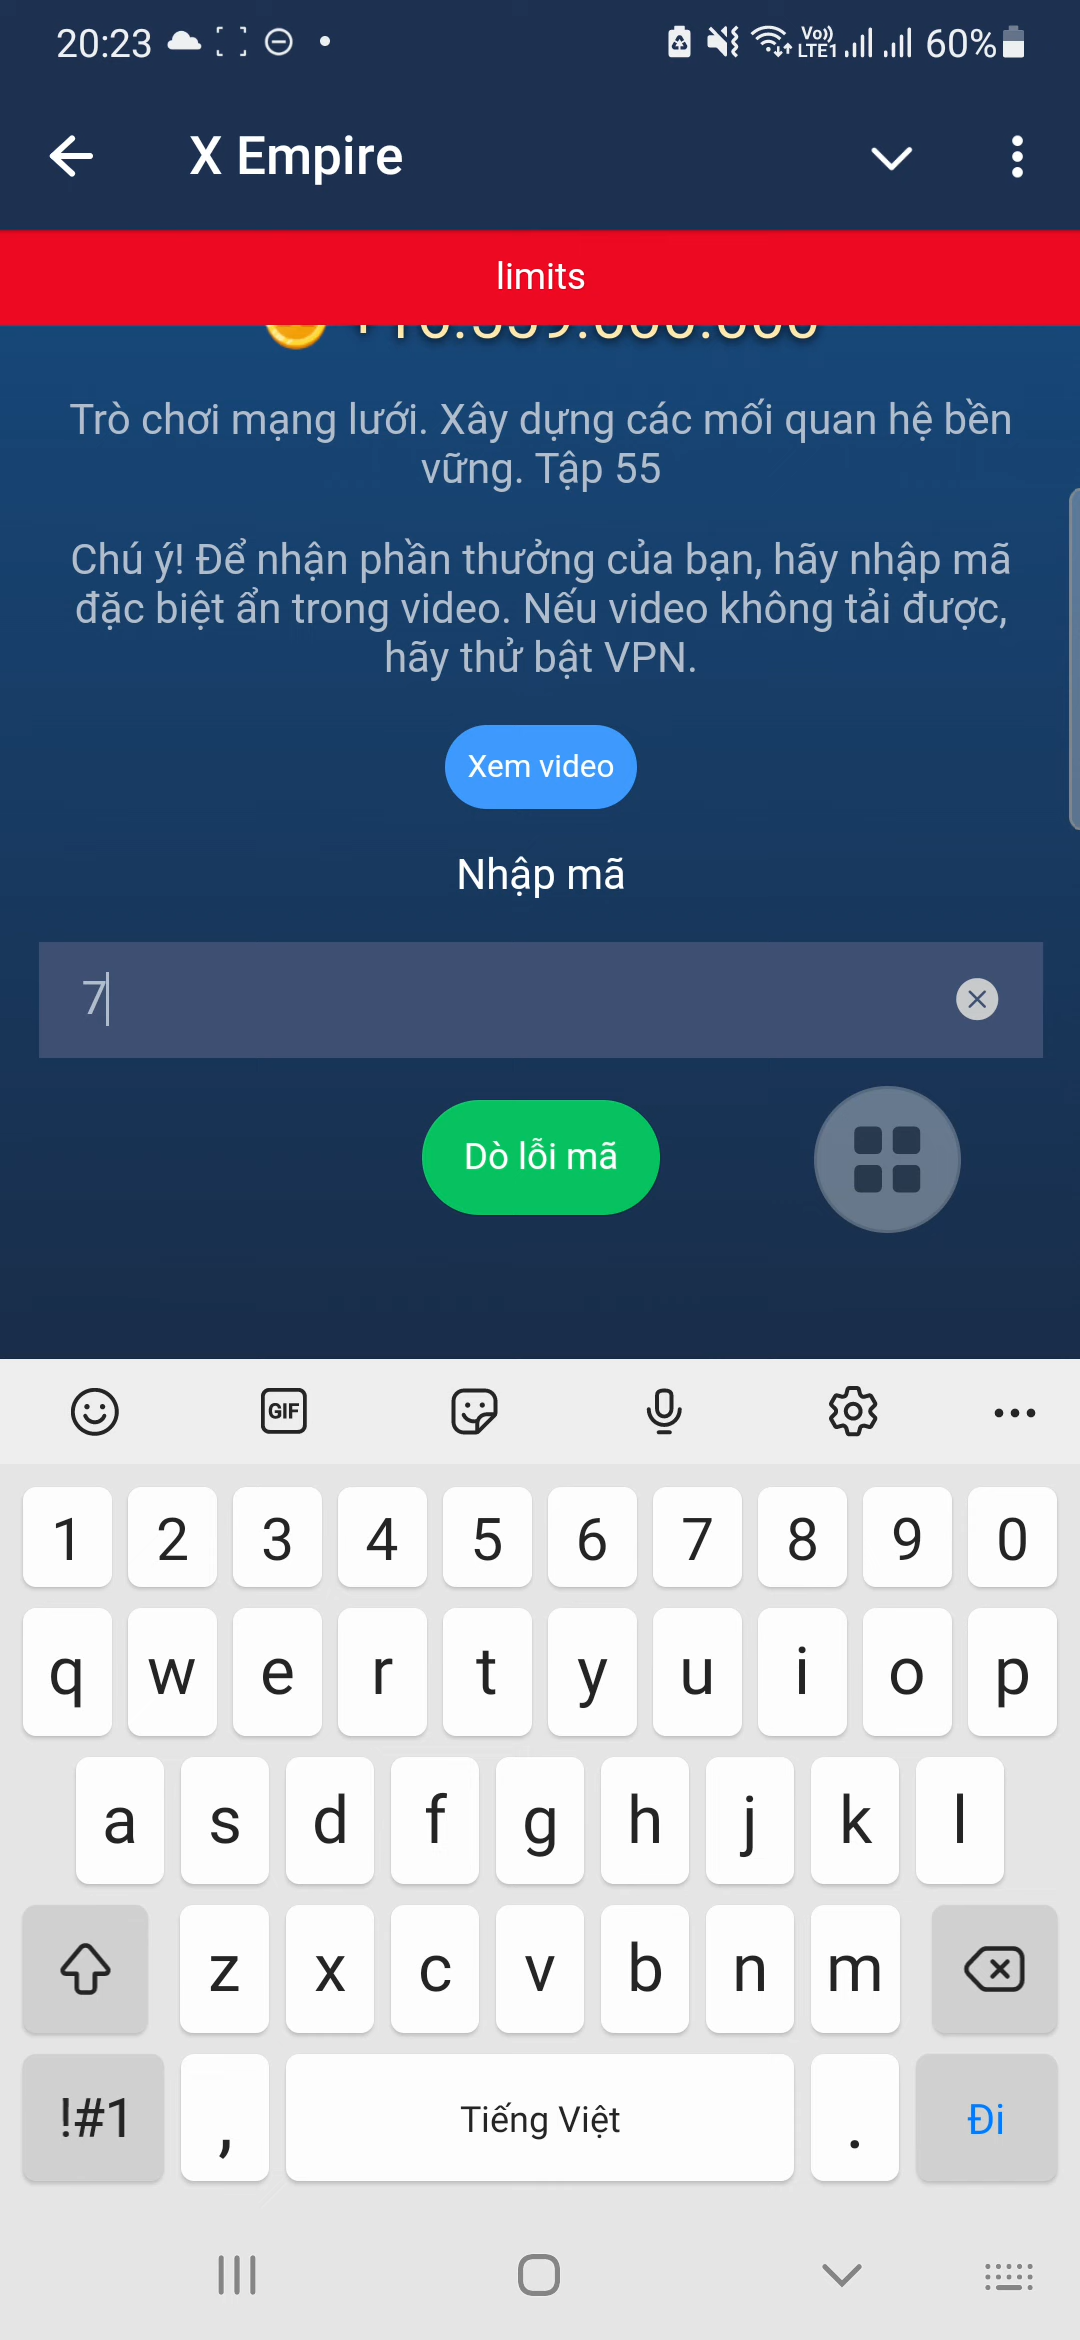 20:23
Vo))
LTE1
60%
X Empire
limits
Trò chơi mạng lưới. Xây dựng các mối quan hệ bền
vững. Tập 55
Chú ý! Để nhận phần thưởng của bạn, hãy nhập mã
đặc biệt ẩn trong video. Nếu video không tải được,
hãy thử bật VPN.
Xem video
Nhập mã
7
Dò lỗi mã
GIF
1 2 3 4 5 6 7 8 9 0
q w e r t y u i o p
a s d f g h j k l
z x c v b n m
!#1 , Tiếng Việt . Đi